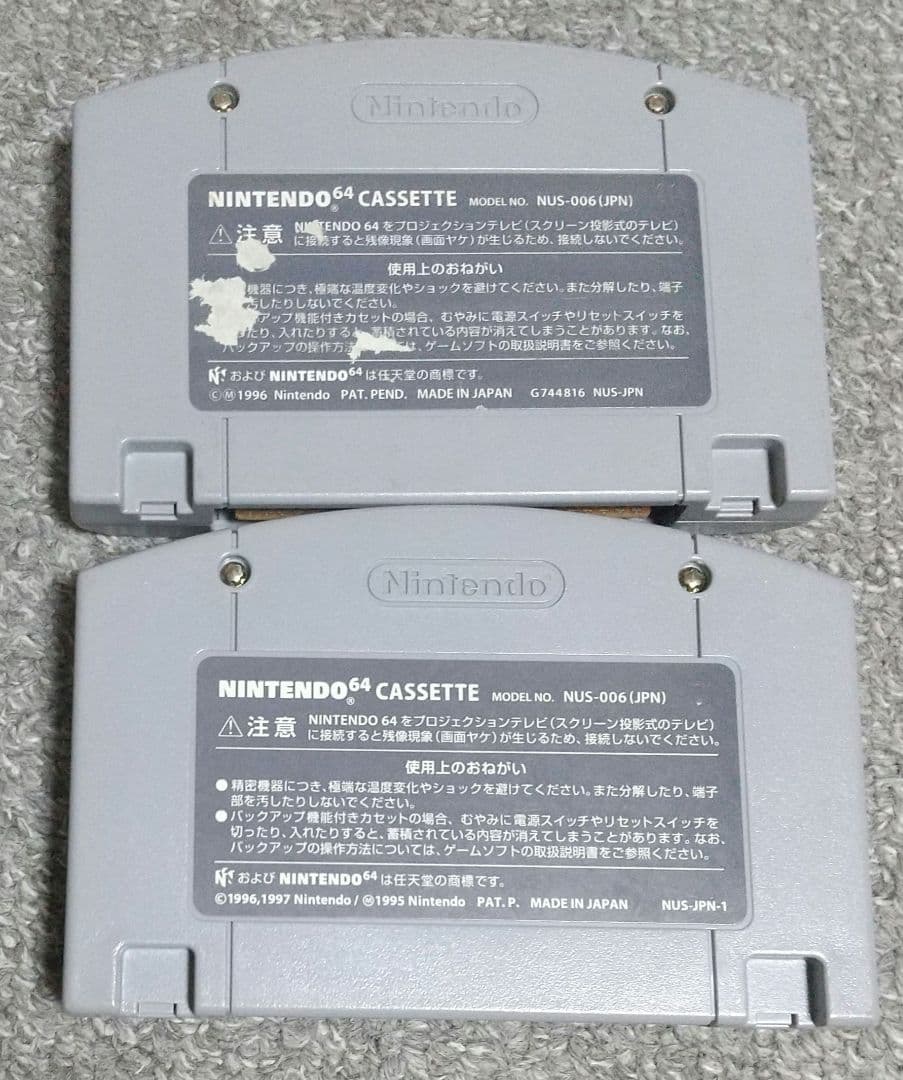 Nintendo
NINTENDO64® CASSETTE MODEL NO. NUS-006(JPN)
⚠注意 NINTENDO 64 をプロジェクションテレビ(スクリーン投影式のテレビ)
に接続すると残像現象(画面ヤケ)が生じるため、接続しないでください。
使用上のおねがい
機器につき、極端な温度変化やショックを避けてください。また分解したり、端子
汚したりしないでください。
アップ機能付きカセットの場合、むやみに電源スイッチやリセットスイッチを
たり、入れたりすると、蓄積されている内容が消えてしまうことがあります。なお、
バックアップの操作方法は、ゲームソフトの取扱説明書をご参照ください。
および NINTENDO64 は任天堂の商標です。
ⒸⓂ1996 Nintendo PAT. PEND. MADE IN JAPAN G744816 NUS-JPN
Nintendo
NINTENDO64® CASSETTE MODEL NO. NUS-006(JPN)
⚠注意 NINTENDO 64 をプロジェクションテレビ(スクリーン投影式のテレビ)
に接続すると残像現象(画面ヤケ)が生じるため、接続しないでください。
使用上のおねがい
●精密機器につき、極端な温度変化やショックを避けてください。また分解したり、端子
部を汚したりしないでください。
●バックアップ機能付きカセットの場合、むやみに電源スイッチやリセットスイッチを
切ったり、入れたりすると、蓄積されている内容が消えてしまうことがあります。なお、
バックアップの操作方法については、ゲームソフトの取扱説明書をご参照ください。
および NINTENDO64 は任天堂の商標です。
©1996,1997 Nintendo / Ⓜ1995 Nintendo PAT. P. MADE IN JAPAN NUS-JPN-1